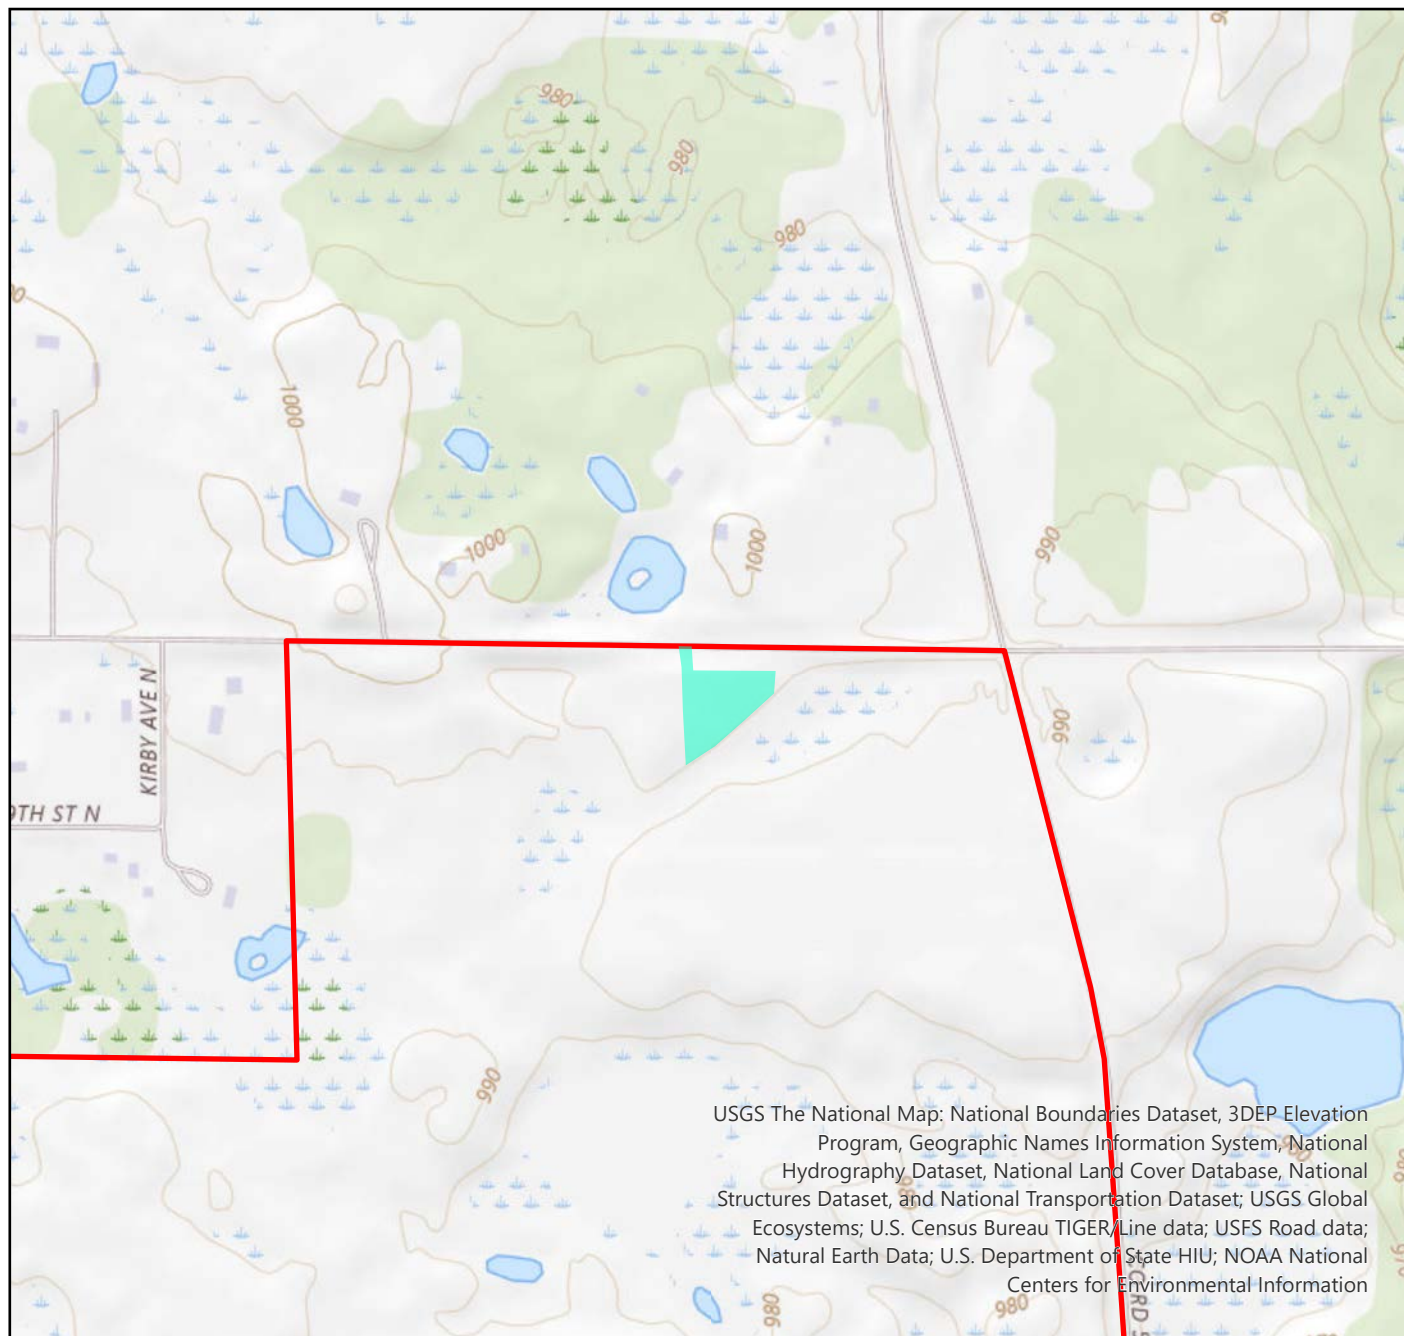 980
980
980
1000
1000
1000
990
KIRBY AVE N
990
TH ST N
990
USGS The National Map: National Boundaries Dataset, 3DEP Elevation
Program, Geographic Names Information System, National
Hydrography Dataset, National Land Cover Database, National
Structures Dataset, and National Transportation Dataset; USGS Global
Ecosystems; U.S. Census Bureau TIGER/Line data; USFS Road data;
Natural Earth Data; U.S. Department of State HIU; NOAA National
Centers for Environmental Information
980
980
980